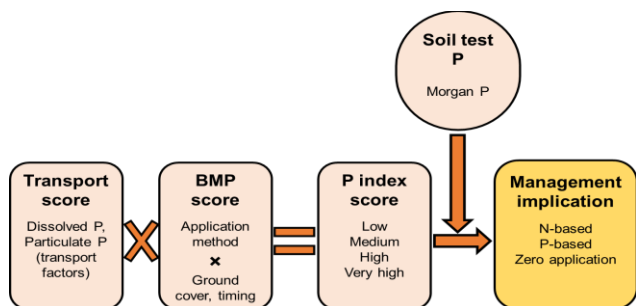 Soil test
P
Morgan P
Transport
score
Dissolved P,
Particulate P
(transport
factors)
BMP
score
Application
method
×
Ground
cover, timing
P index
score
Low
Medium
High
Very high
Management
implication
N-based
P-based
Zero application